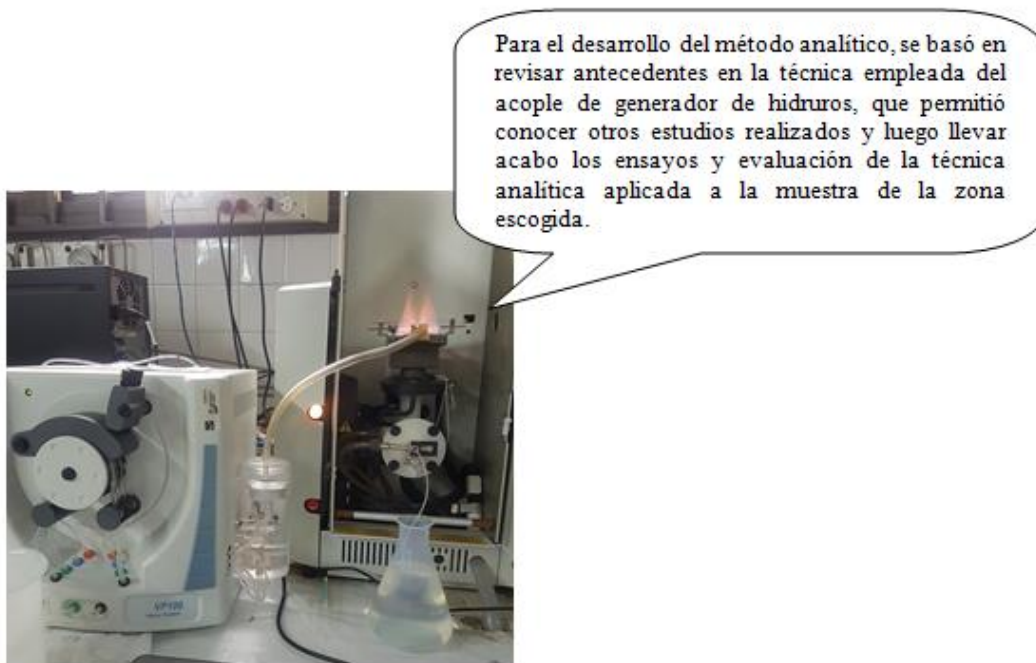 Para el desarrollo del método analítico, se basó en
revisar antecedentes en la técnica empleada del
acople de generador de hidruros, que permitió
conocer otros estudios realizados y luego llevar
acabo los ensayos y evaluación de la técnica
analítica aplicada a la muestra de la zona
escogida.
VP100